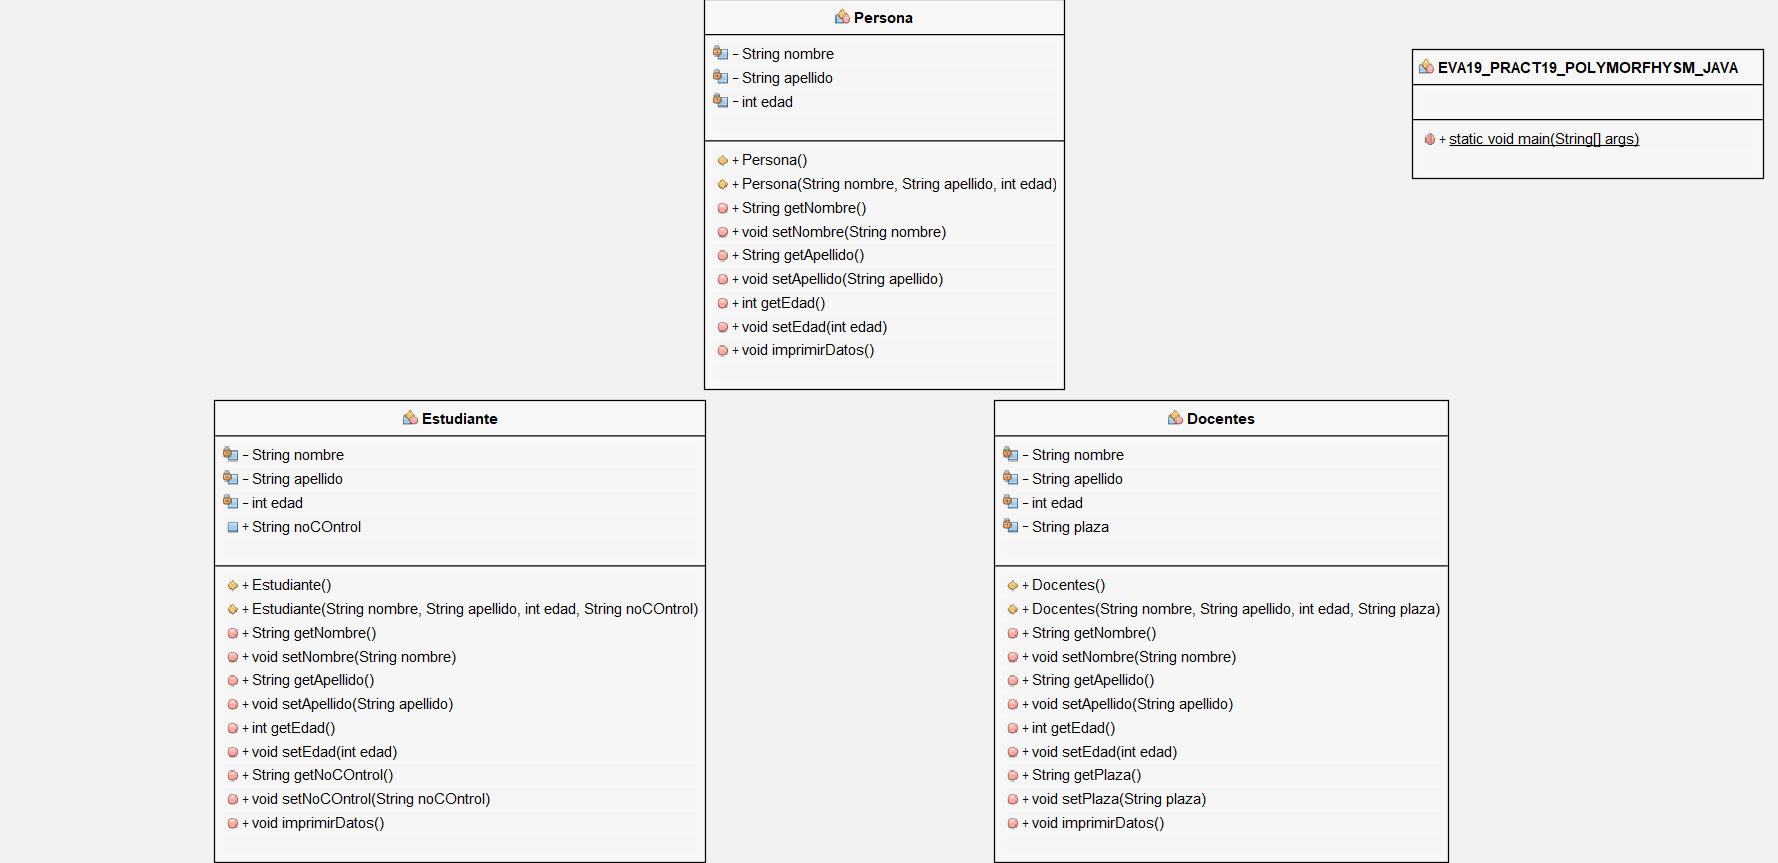 Persona
- String nombre
- String apellido
- int edad
+ Persona()
+ Persona(String nombre, String apellido, int edad)
+ String getNombre()
+ void setNombre(String nombre)
+ String getApellido()
+ void setApellido(String apellido)
+ int getEdad()
+ void setEdad(int edad)
+ void imprimirDatos()
EVA19_PRACT19_POLYMORFHYSM_JAVA
+ static void main(String[] args)
Estudiante
- String nombre
- String apellido
- int edad
+ String noCOntrol
+ Estudiante()
+ Estudiante(String nombre, String apellido, int edad, String noCOntrol)
+ String getNombre()
+ void setNombre(String nombre)
+ String getApellido()
+ void setApellido(String apellido)
+ int getEdad()
+ void setEdad(int edad)
+ String getNoCOntrol()
+ void setNoCOntrol(String noCOntrol)
+ void imprimirDatos()
Docentes
- String nombre
- String apellido
- int edad
- String plaza
+ Docentes()
+ Docentes(String nombre, String apellido, int edad, String plaza)
+ String getNombre()
+ void setNombre(String nombre)
+ String getApellido()
+ void setApellido(String apellido)
+ int getEdad()
+ void setEdad(int edad)
+ String getPlaza()
+ void setPlaza(String plaza)
+ void imprimirDatos()